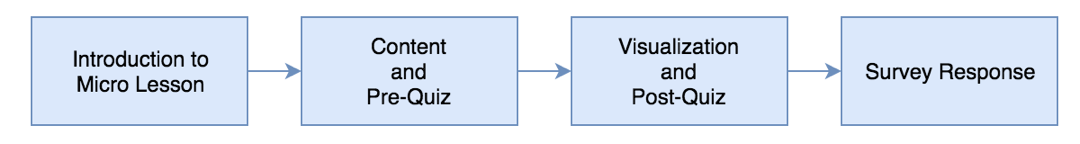 Introduction to
Micro Lesson
Content
and
Pre-Quiz
Visualization
and
Post-Quiz
Survey Response